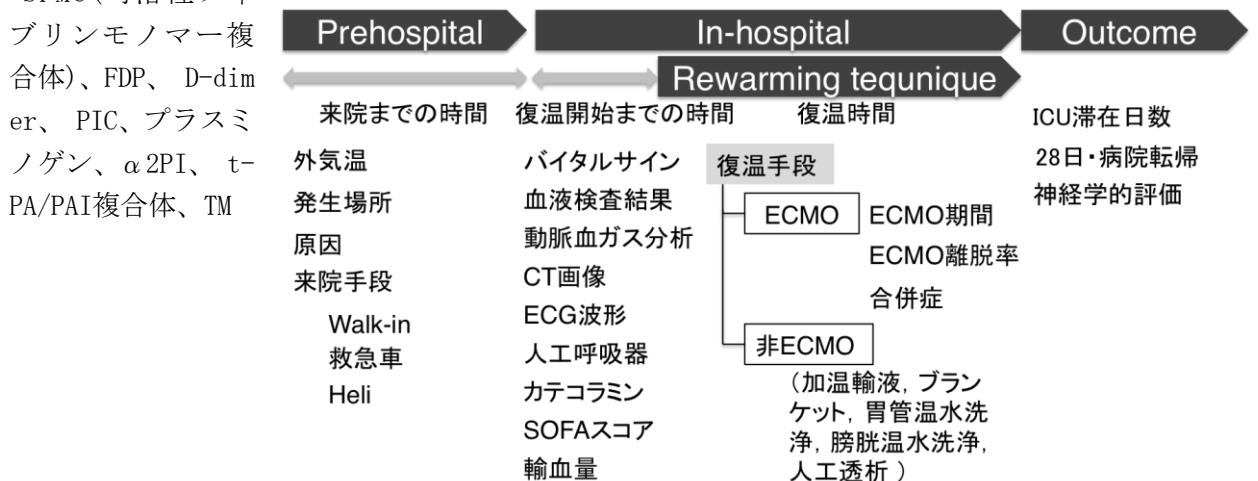 ブリンモノマー複
合体)、FDP、 D-dim
er、 PIC、プラスミ
ノゲン、α2PI、 t-
PA/PAI複合体、TM
Prehospital
In-hospital
Outcome
Rewarming tequnique
来院までの時間
復温開始までの時間
復温時間
外気温
発生場所
原因
来院手段
Walk-in
救急車
Heli
バイタルサイン
血液検査結果
動脈血ガス分析
CT画像
ECG波形
人工呼吸器
カテコラミン
SOFAスコア
輸血量
復温手段
ECMO
ECMO期間
ECMO離脱率
合併症
非ECMO
（加温輸液, ブラン
ケット, 胃管温水洗
浄, 膀胱温水洗浄,
人工透析 ）
ICU滞在日数
28日・病院転帰
神経学的評価